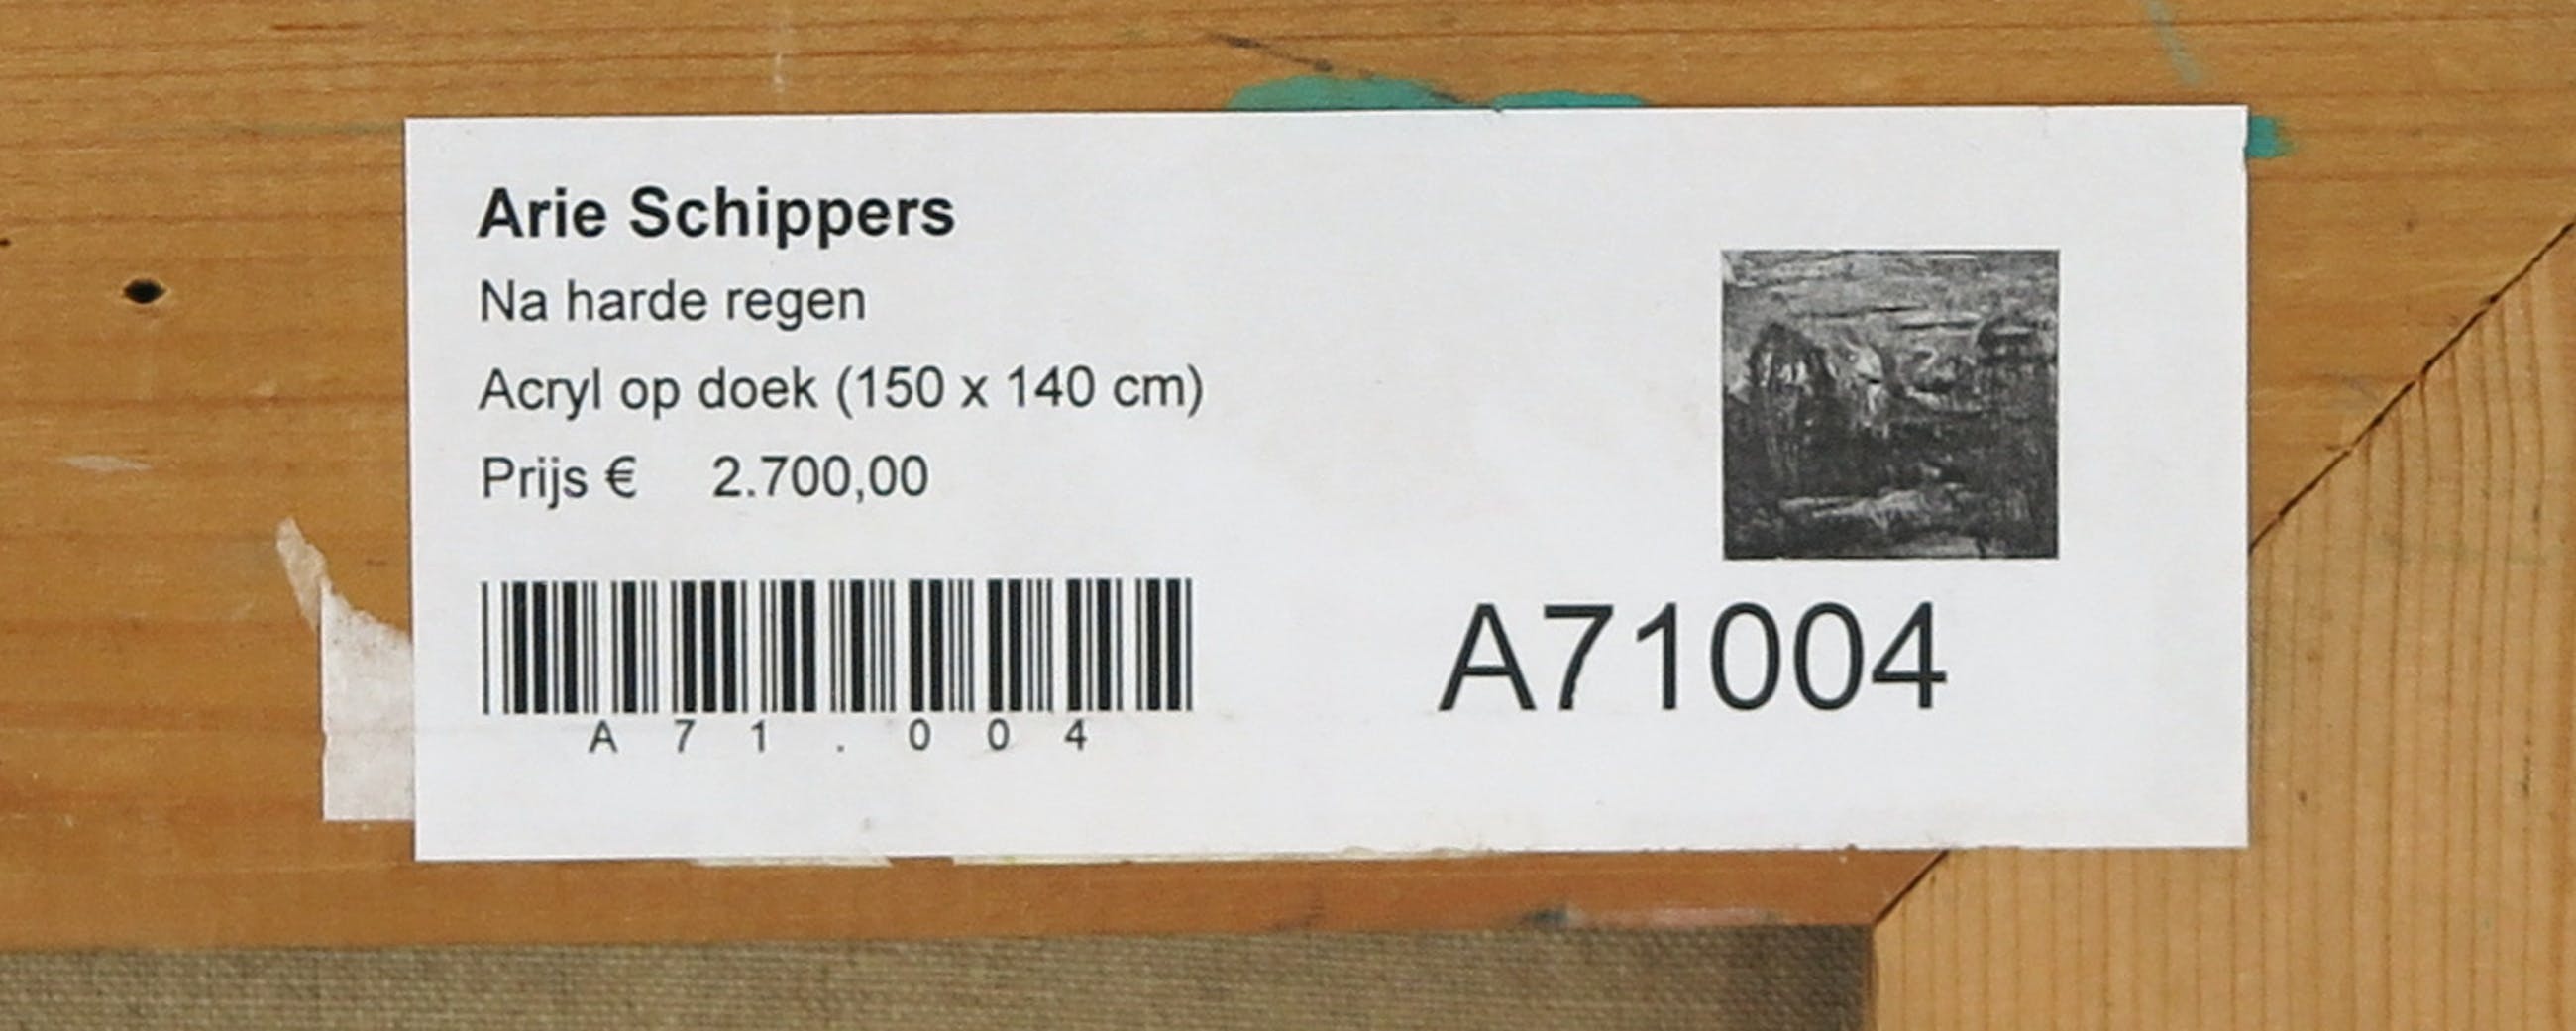 Arie Schippers
Na harde regen
Acryl op doek (150 x 140 cm)
Prijs € 2.700,00
A71.004
A71004